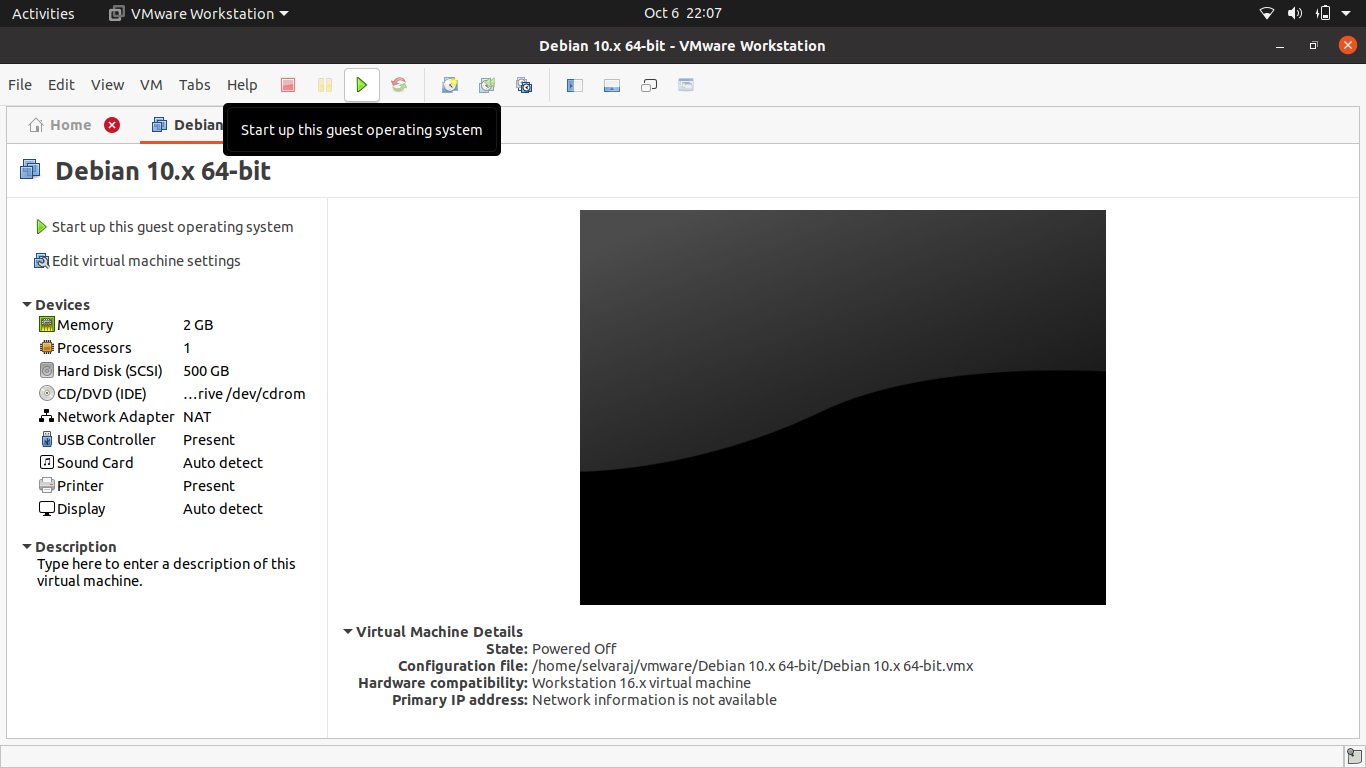 Activities VMware Workstation Oct 6 22:07
Debian 10.x 64-bit - VMware Workstation
File Edit View VM Tabs Help
Home Debian
Start up this guest operating system
Debian 10.x 64-bit
Start up this guest operating system
Edit virtual machine settings
Devices
Memory 2 GB
Processors 1
Hard Disk (SCSI) 500 GB
CD/DVD (IDE) ...rive /dev/cdrom
Network Adapter NAT
USB Controller Present
Sound Card Auto detect
Printer Present
Display Auto detect
Description
Type here to enter a description of this
virtual machine.
Virtual Machine Details
State: Powered Off
Configuration file: /home/selvaraj/vmware/Debian 10.x 64-bit/Debian 10.x 64-bit.vmx
Hardware compatibility: Workstation 16.x virtual machine
Primary IP address: Network information is not available